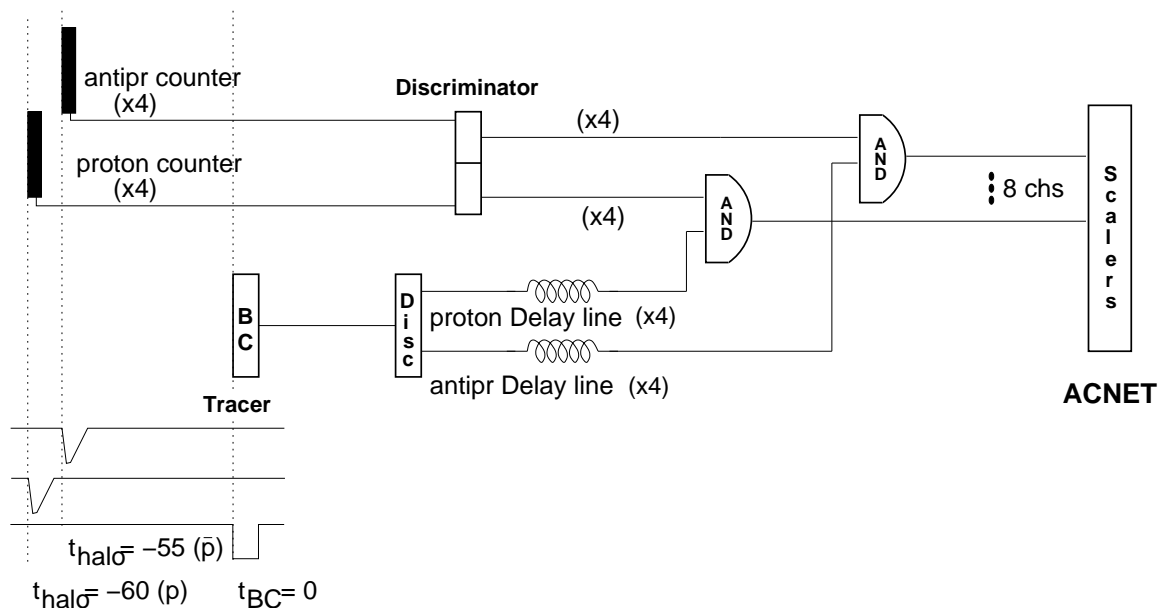 antipr counter
(x4)
proton counter
(x4)
Discriminator
(x4)
(x4)
AND
AND
8 chs
Scalers
BC
Disc
proton Delay line (x4)
antipr Delay line (x4)
ACNET
Tracer
t_halo = −55 (p̄)
t_halo = −60 (p)
t_BC = 0